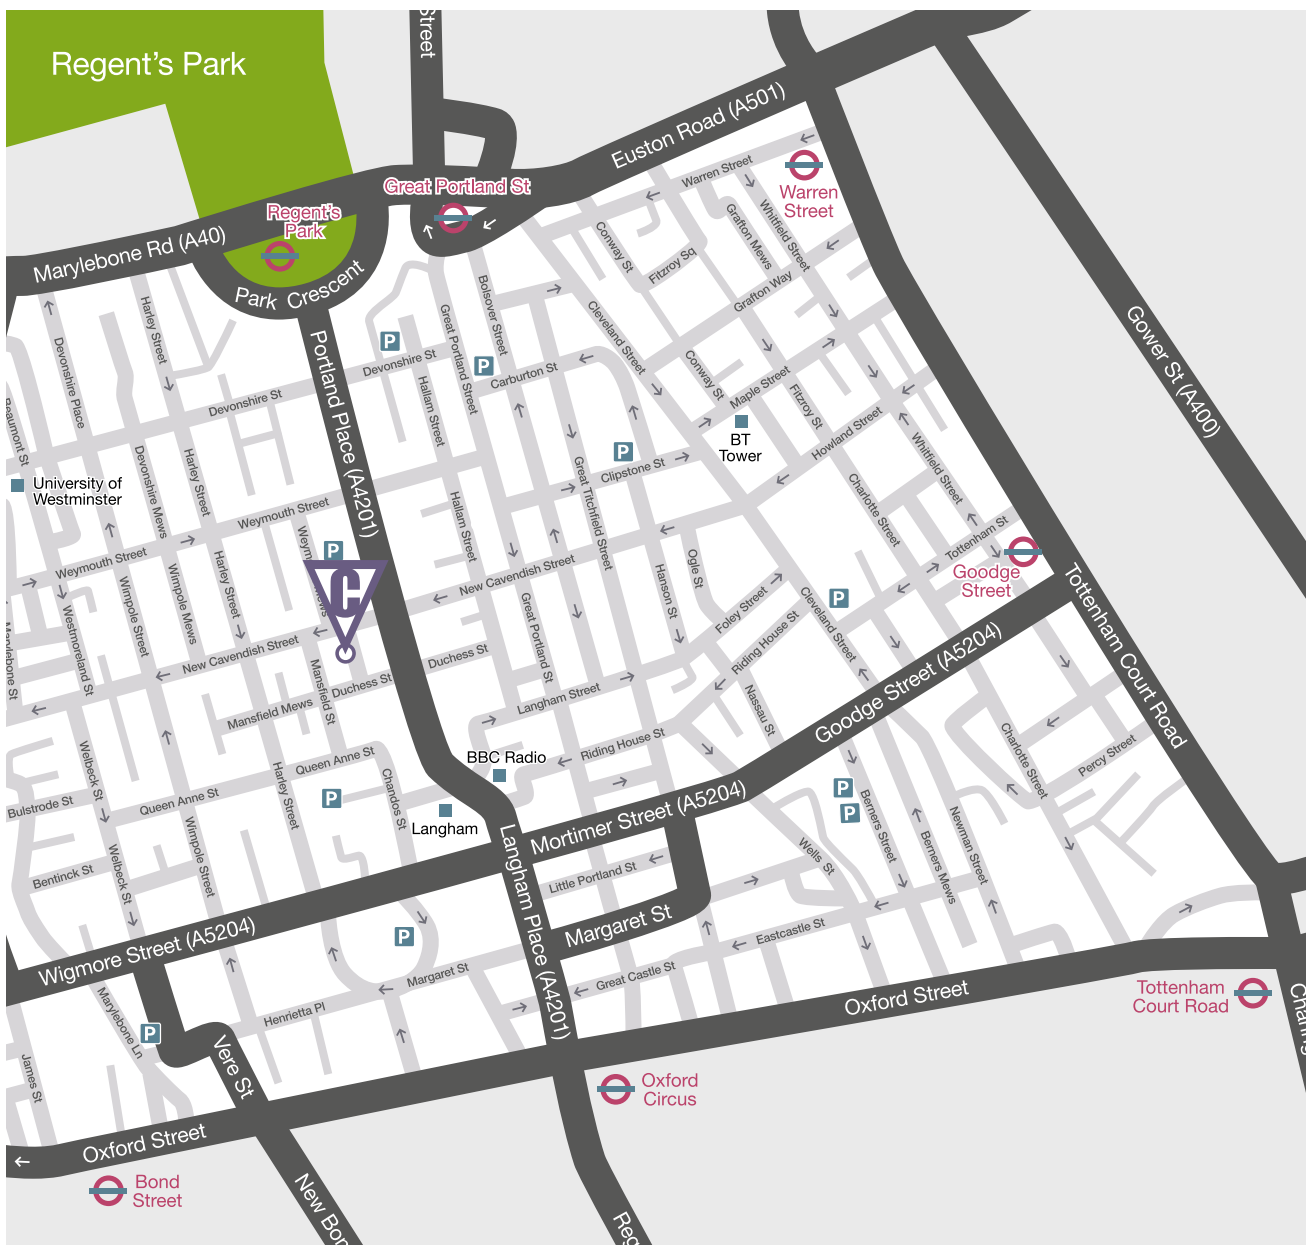 Street
Regent's Park
Euston Road (A501)
Warren Street
Warren
Street
Great Portland St
Regent's
Park
Marylebone Rd (A40)
Park Crescent
Conway St
Fitzroy Sq
Grafton Mews
Whitfield Street
Grafton Way
Gower St (A400)
Harley Street
Devonshire Place
Portland Place (A4201)
P
Devonshire St
P
Great Portland Street
Bolsover Street
Carburton St
Cleveland Street
Conway St
Maple Street
Fitzroy St
Howland Street
BT
Tower
Beaumont St
Devonshire St
Hallam Street
University of
Westminster
Devonshire Mews
Harley Street
Weymouth Street
P
Clipstone St
Great Titchfield Street
Charlotte Street
Whitfield Street
Tottenham St
Goodge
Street
Weymouth Street
Wimpole Street
Wimpole Mews
Harley Street
P
C
Hallam Street
New Cavendish Street
Great Portland St
Hanson St
Ogle St
Foley Street
Riding House St
P
Cleveland Street
Goodge Street (A5204)
Tottenham Court Road
Marylebone St
Westmoreland St
New Cavendish Street
Mansfield St
Mansfield Mews
Duchess St
Duchess St
Langham Street
Nassau St
Charlotte Street
Percy Street
Welbeck St
Queen Anne St
Queen Anne St
Harley Street
Chandos St
P
BBC Radio
Langham
Riding House St
Mortimer Street (A5204)
P
P
Berners Street
Berners Mews
Newman Street
Wells St
Bulstrode St
Bentinck St
Welbeck St
Wimpole Street
Wigmore Street (A5204)
Langham Place (A4201)
Little Portland St
Margaret St
Eastcastle St
Great Castle St
P
Margaret St
Henrietta Pl
Marylebone Ln
P
Vere St
James St
Oxford Street
Tottenham
Court Road
Oxford
Circus
Oxford Street
Bond
Street